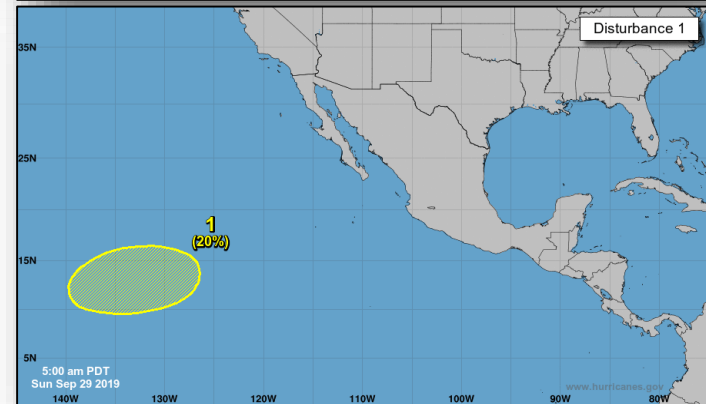 Disturbance 1
35N
25N
1
(20%)
15N
5N
5:00 am PDT
Sun Sep 29 2019
www.hurricanes.gov
140W 130W 120W 110W 100W 90W 80W